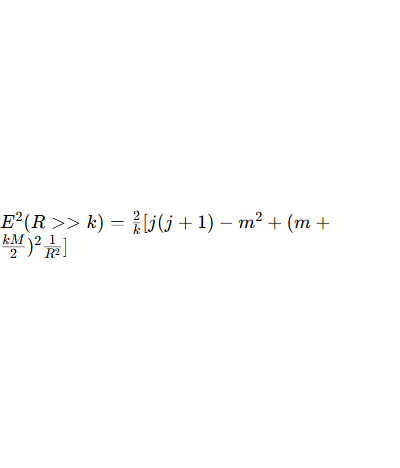 $E^2(R >> k) = \frac{2}{k}[j(j+1) - m^2 + (m +$
$\frac{kM}{2})^2 \frac{1}{R^2}]$